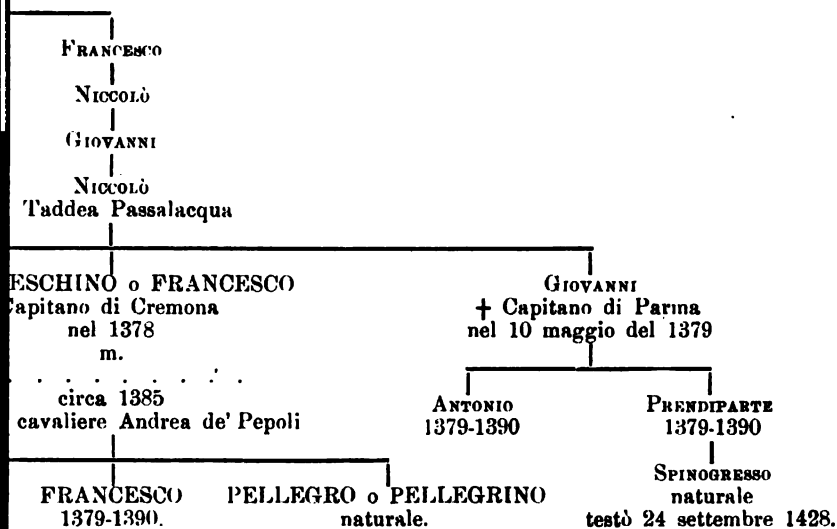 Francesco
Niccolò
Giovanni
Niccolò
Taddea Passalacqua
ESCHINO o FRANCESCO
Capitano di Cremona
nel 1378
m.
. . . . . . . .
circa 1385
cavaliere Andrea de' Pepoli
FRANCESCO
1379-1390.
PELLEGRO o PELLEGRINO
naturale.
Giovanni
+ Capitano di Parma
nel 10 maggio del 1379
Antonio
1379-1390
Prendiparte
1379-1390
Spinogresso
naturale
testò 24 settembre 1428.